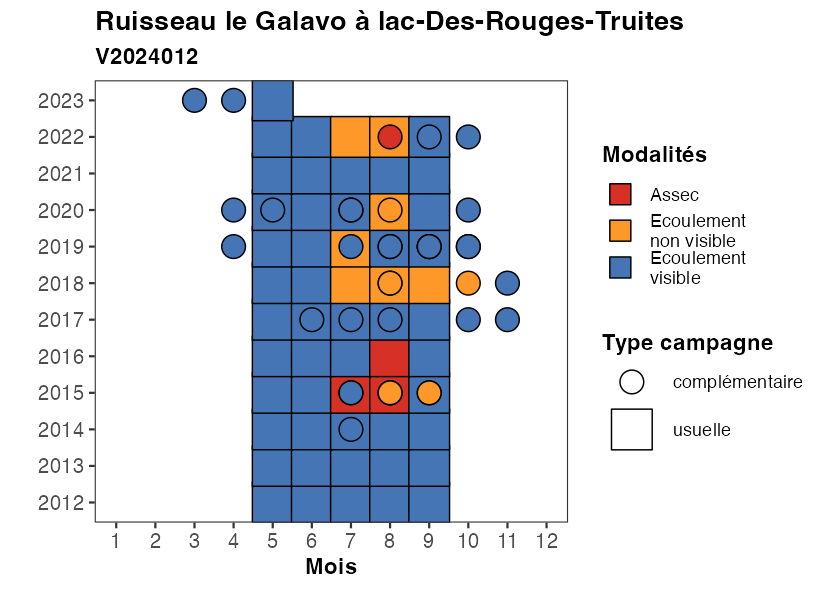 Ruisseau le Galavo à lac-Des-Rouges-Truites
V2024012
2023
2022
2021
2020
2019
2018
2017
2016
2015
2014
2013
2012
1 2 3 4 5 6 7 8 9 10 11 12
Mois
Modalités
Assec
Ecoulement
non visible
Ecoulement
visible
Type campagne
complémentaire
usuelle